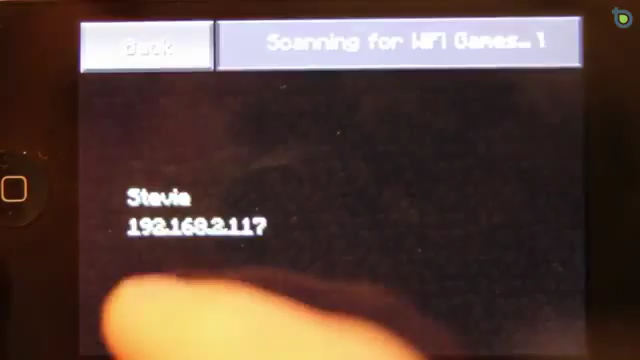 Back
Scanning for WiFi Games... 1
Stevie
192.168.2.117